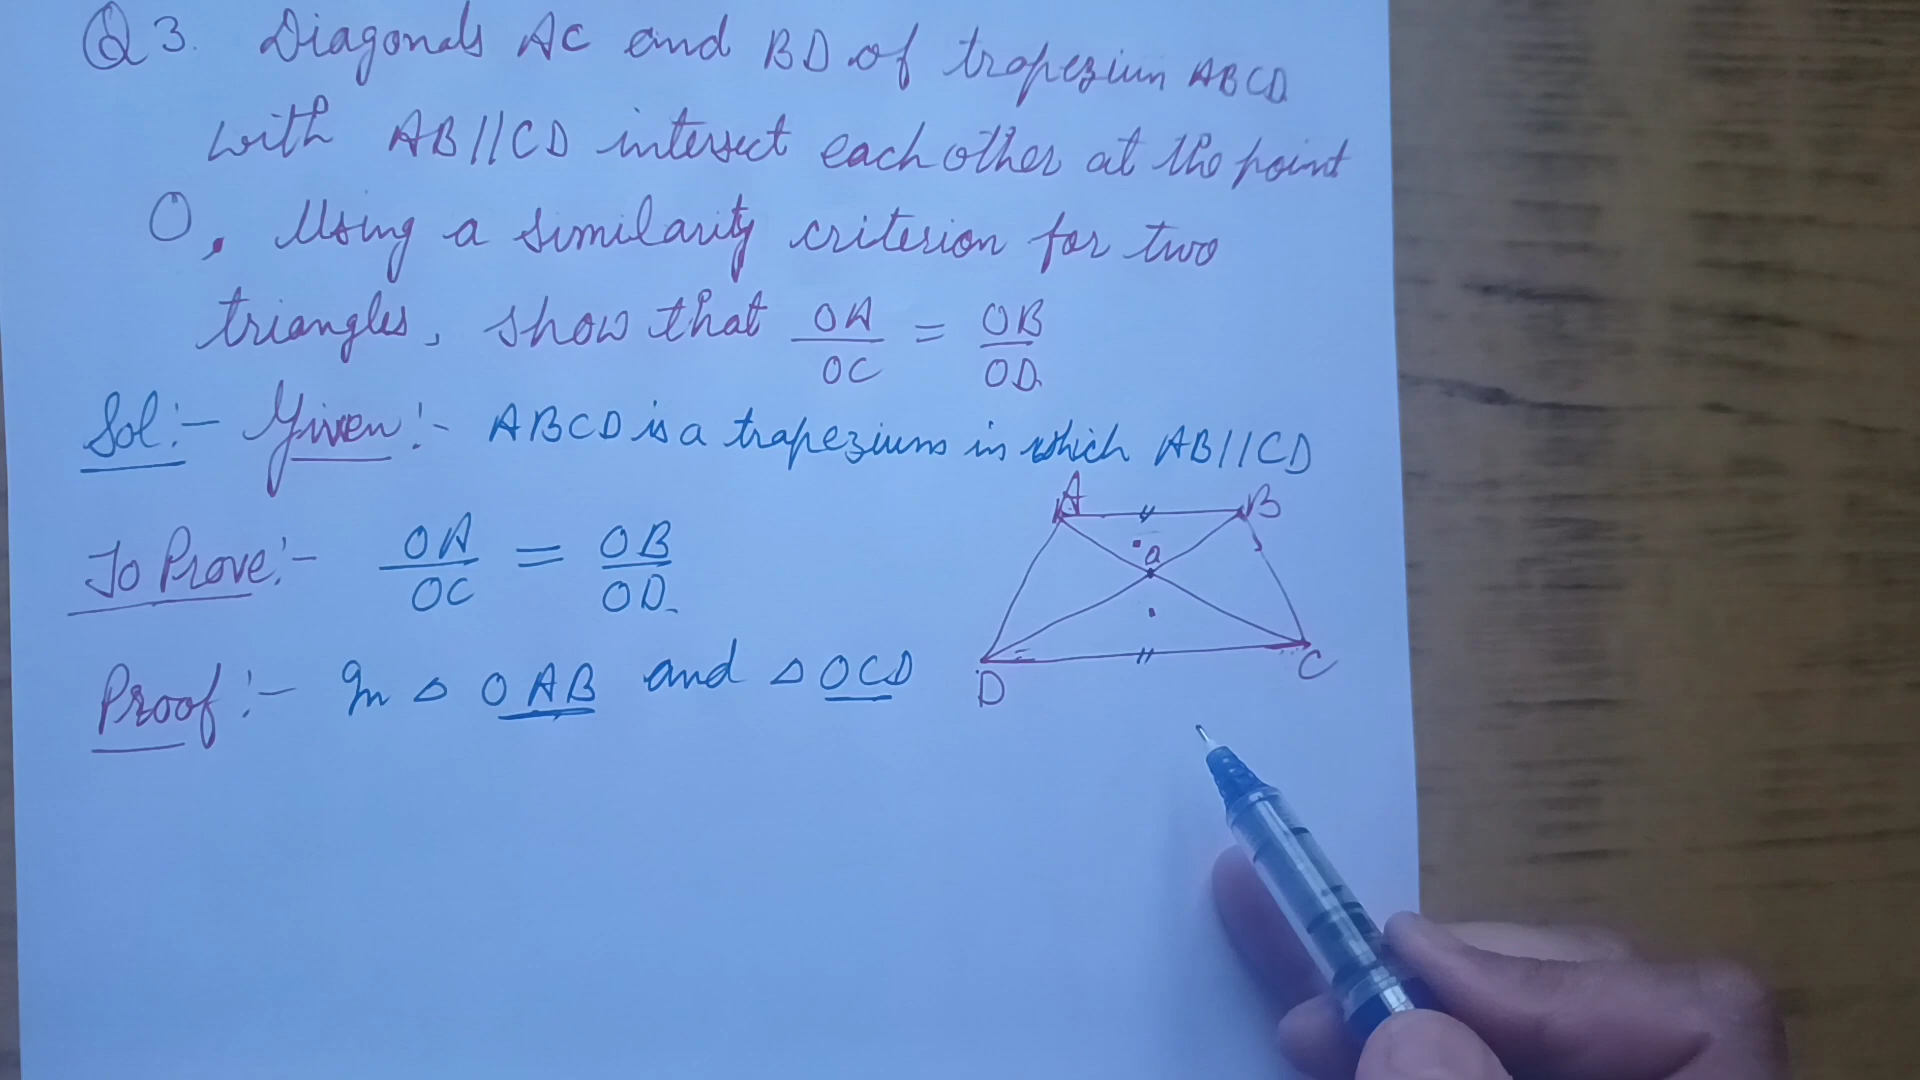 Q 3. Diagonals AC and BD of trapezium ABCD
with AB//CD intersect each other at the point
O, Using a similarity criterion for two
triangles, show that OA/OC = OB/OD.
Sol:- Given:- ABCD is a trapezium in which AB//CD
To Prove:- OA/OC = OB/OD.
A B
O
D C
Proof:- In △ OAB and △ OCD